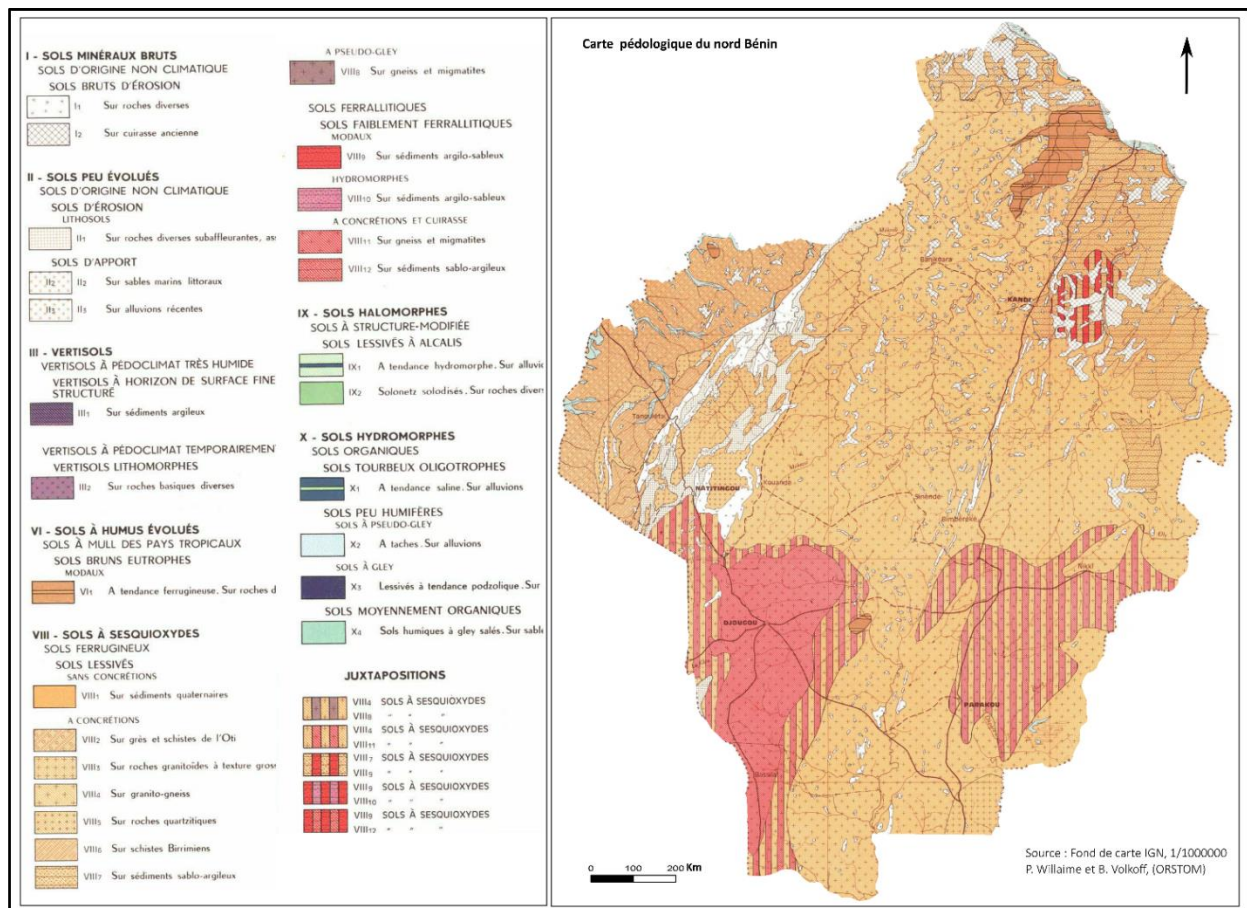 I - SOLS MINÉRAUX BRUTS
SOLS D'ORIGINE NON CLIMATIQUE
SOLS BRUTS D'ÉROSION
I1 Sur roches diverses
I2 Sur cuirasse ancienne
II - SOLS PEU ÉVOLUÉS
SOLS D'ORIGINE NON CLIMATIQUE
SOLS D'ÉROSION
LITHOSOLS
II1 Sur roches diverses subaffleurantes, as
SOLS D'APPORT
II2 II2 Sur sables marins littoraux
II3 II3 Sur alluvions récentes
III - VERTISOLS
VERTISOLS À PÉDOCLIMAT TRÈS HUMIDE
VERTISOLS À HORIZON DE SURFACE FINE
STRUCTURÉ
III1 Sur sédiments argileux
VERTISOLS À PÉDOCLIMAT TEMPORAIREMEN
VERTISOLS LITHOMORPHES
III2 Sur roches basiques diverses
VI - SOLS À HUMUS ÉVOLUÉS
SOLS À MULL DES PAYS TROPICAUX
SOLS BRUNS EUTROPHES
MODAUX
VI1 A tendance ferrugineuse. Sur roches d
VIII - SOLS À SESQUIOXYDES
SOLS FERRUGINEUX
SOLS LESSIVÉS
SANS CONCRÉTIONS
VIII1 Sur sédiments quaternaires
A CONCRÉTIONS
VIII2 Sur grès et schistes de l'Oti
VIII3 Sur roches granitoïdes à texture gros
VIII4 Sur granito-gneiss
VIII5 Sur roches quartzitiques
VIII6 Sur schistes Birrimiens
VIII7 Sur sédiments sablo-argileux
A PSEUDO-GLEY
VIII8 Sur gneiss et migmatites
SOLS FERRALLITIQUES
SOLS FAIBLEMENT FERRALLITIQUES
MODAUX
VIII9 Sur sédiments argilo-sableux
HYDROMORPHES
VIII10 Sur sédiments argilo-sableux
A CONCRÉTIONS ET CUIRASSE
VIII11 Sur gneiss et migmatites
VIII12 Sur sédiments sablo-argileux
IX - SOLS HALOMORPHES
SOLS À STRUCTURE-MODIFIÉE
SOLS LESSIVÉS À ALCALIS
IX1 A tendance hydromorphe. Sur alluvio
IX2 Solonetz solodisés. Sur roches divers
X - SOLS HYDROMORPHES
SOLS ORGANIQUES
SOLS TOURBEUX OLIGOTROPHES
X1 A tendance saline. Sur alluvions
SOLS PEU HUMIFÈRES
SOLS À PSEUDO-GLEY
X2 A taches. Sur alluvions
SOLS À GLEY
X3 Lessivés à tendance podzolique. Sur
SOLS MOYENNEMENT ORGANIQUES
X4 Sols humiques à gley salés. Sur sable
JUXTAPOSITIONS
VIII4 SOLS À SESQUIOXYDES
VIII8 " " "
VIII4 SOLS À SESQUIOXYDES
VIII11 " " "
VIII7 SOLS À SESQUIOXYDES
VIII9 " " "
VIII9 SOLS À SESQUIOXYDES
VIII10 " " "
VIII9 SOLS À SESQUIOXYDES
VIII12 " " "
Carte pédologique du nord Bénin
Banikoara
KANDI
Tanguiéta
NATITINGOU
Kouandé
Sinendé
Bimbéréké
Nikki
DJOUGOU
PARAKOU
Bassila
0 100 200 Km
Source : Fond de carte IGN, 1/1000000
P. Willaime et B. Volkoff, (ORSTOM)